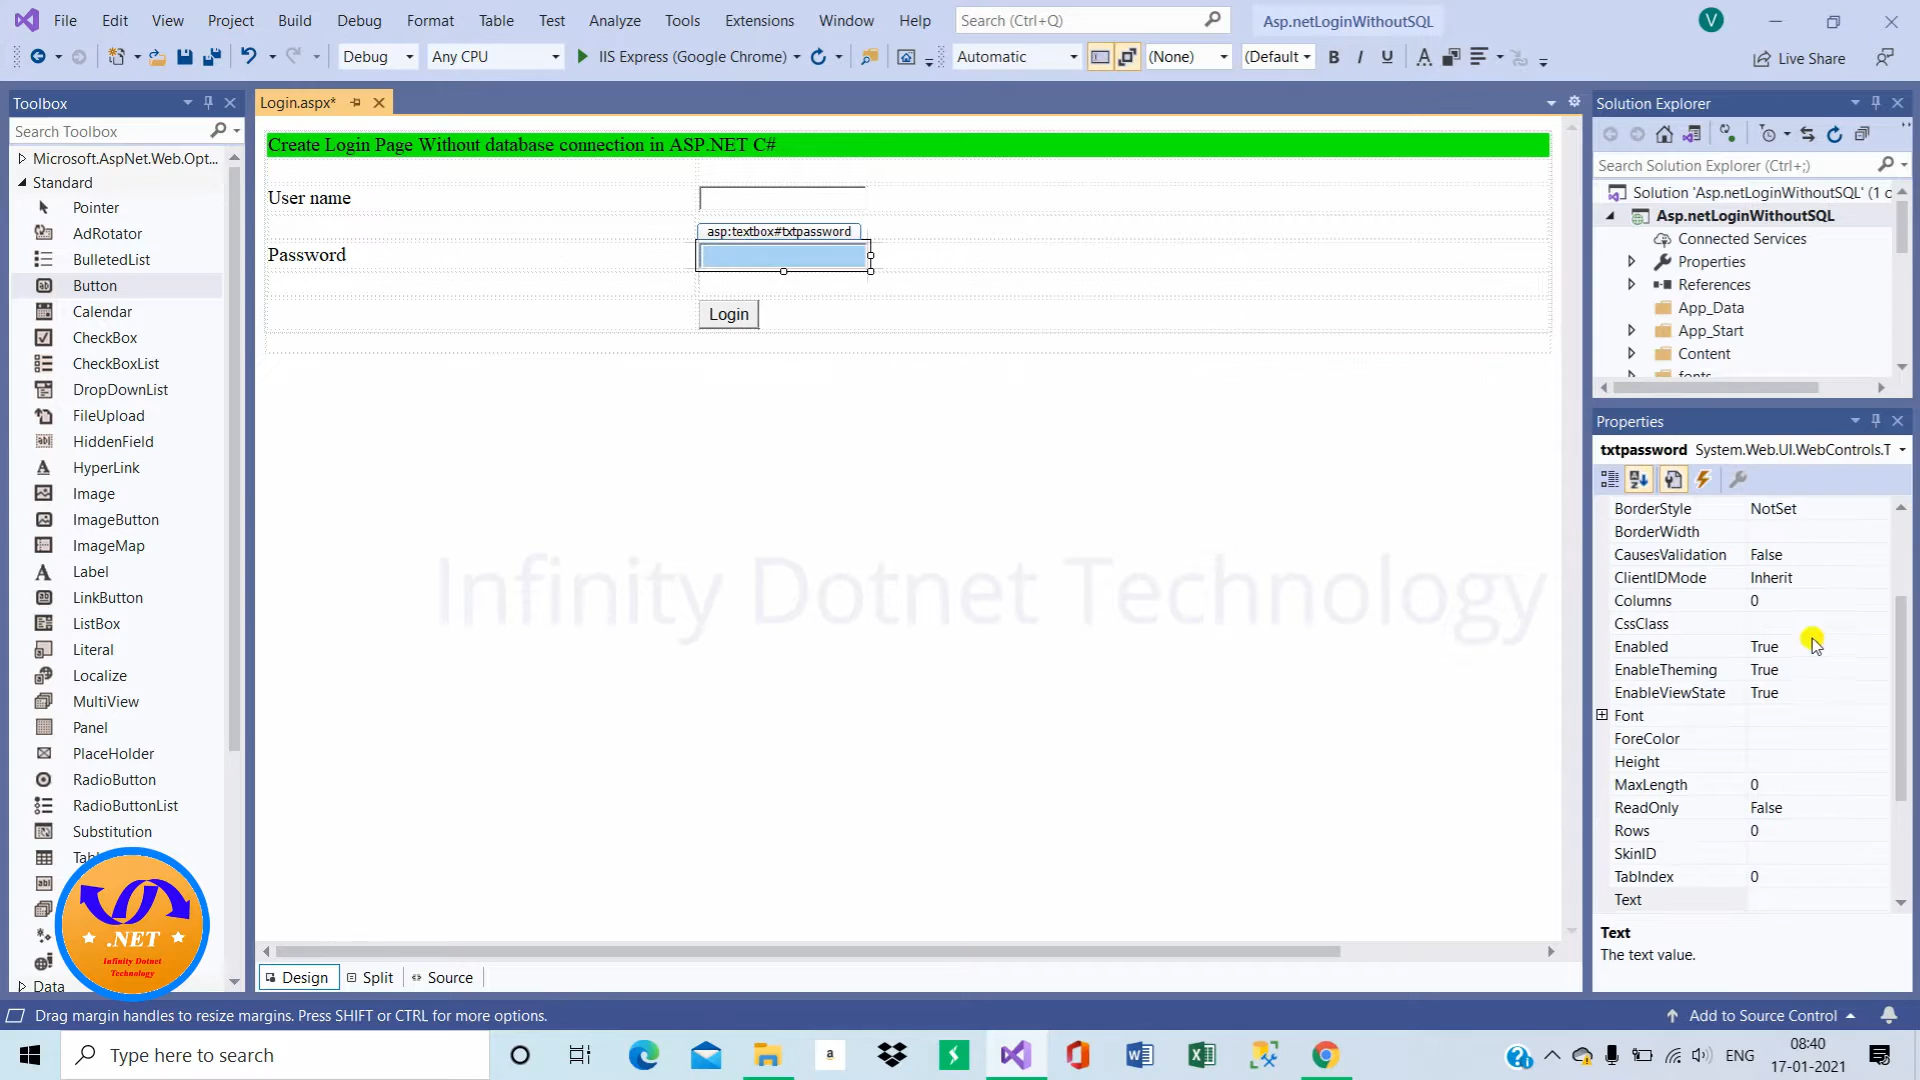 File Edit View Project Build Debug Format Table Test Analyze Tools Extensions Window Help Search (Ctrl+Q) Asp.netLoginWithoutSQL V
Debug Any CPU IIS Express (Google Chrome) Automatic (None) (Default B I U A Live Share
Toolbox
Search Toolbox
Microsoft.AspNet.Web.Opt...
Standard
Pointer
AdRotator
BulletedList
Button
Calendar
CheckBox
CheckBoxList
DropDownList
FileUpload
HiddenField
HyperLink
Image
ImageButton
ImageMap
Label
LinkButton
ListBox
Literal
Localize
MultiView
Panel
PlaceHolder
RadioButton
RadioButtonList
Substitution
Data
.NET
Infinity Dotnet
Technology
Login.aspx*
Create Login Page Without database connection in ASP.NET C#
User name
asp:textbox#txtpassword
Password
Login
Infinity Dotnet Technology
Design Split Source
Solution Explorer
Search Solution Explorer (Ctrl+;)
Solution 'Asp.netLoginWithoutSQL' (1 c
Asp.netLoginWithoutSQL
Connected Services
Properties
References
App_Data
App_Start
Content
fonts
Properties
txtpassword System.Web.UI.WebControls.T
BorderStyle NotSet
BorderWidth
CausesValidation False
ClientIDMode Inherit
Columns 0
CssClass
Enabled True
EnableTheming True
EnableViewState True
Font
ForeColor
Height
MaxLength 0
ReadOnly False
Rows 0
SkinID
TabIndex 0
Text
Text
The text value.
Drag margin handles to resize margins. Press SHIFT or CTRL for more options. Add to Source Control
Type here to search
ENG
08:40
17-01-2021